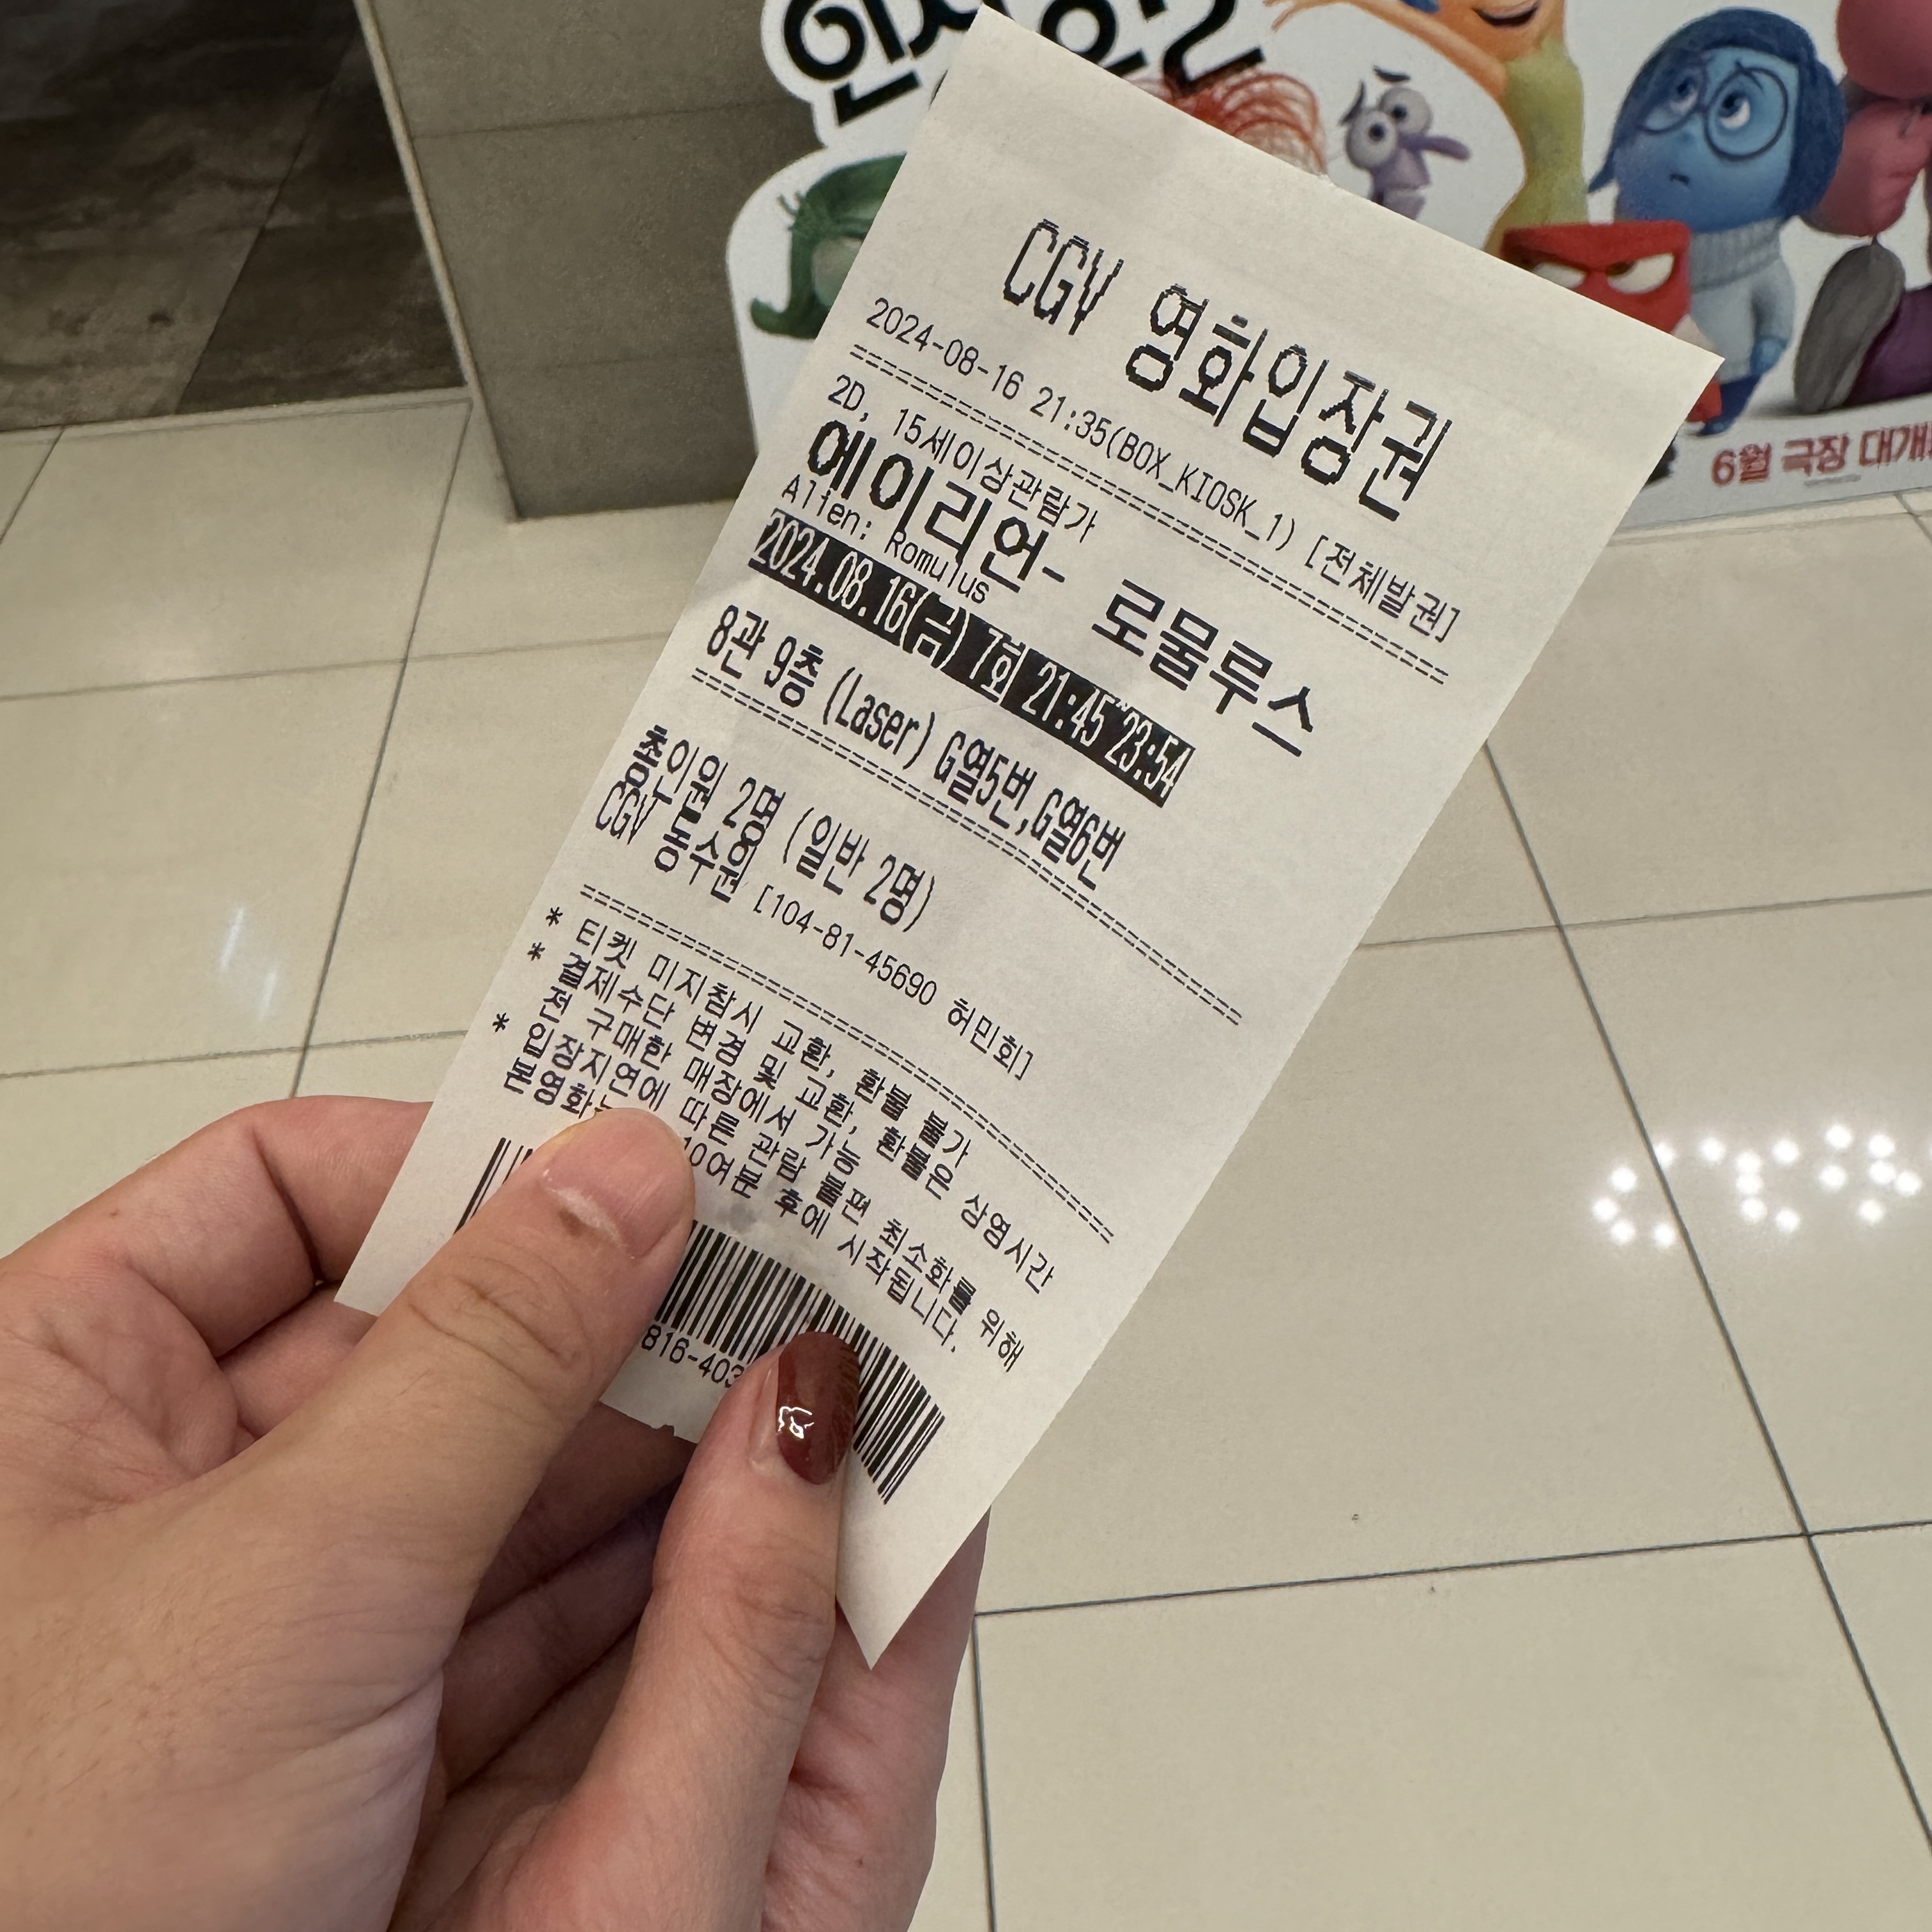 CGV 영화입장권
2024-08-16 21:35(BOX_KIOSK_1) [전체발권]
2D, 15세이상관람가
에이리언- 로물루스
Alien: Romulus
2024.08.16(금) 7회 21:45~23:54
8관 9층 (Laser) G열5번,G열6번
총인원 2명 (일반 2명)
CGV 동수원 [104-81-45690 허민회]
* 티켓 미지참시 교환, 환불 불가
* 결제수단 변경 및 교환, 환불은 상영시간
전 구매한 매장에서 가능
* 입장지연에 따른 관람 불편 최소화를 위해
본영화는 10여분 후에 시작됩니다.
816-403
6월 극장 대개